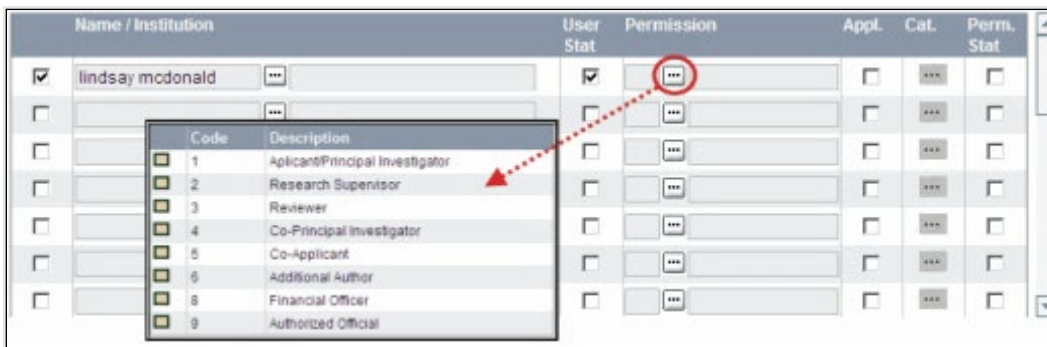 Name / Institution User Stat Permission Appl. Cat. Perm. Stat
lindsay mcdonald
Code Description
1 Aplicant/Principal Investigator
2 Research Supervisor
3 Reviewer
4 Co-Principal Investigator
5 Co-Applicant
6 Additional Author
8 Financial Officer
9 Authorized Official